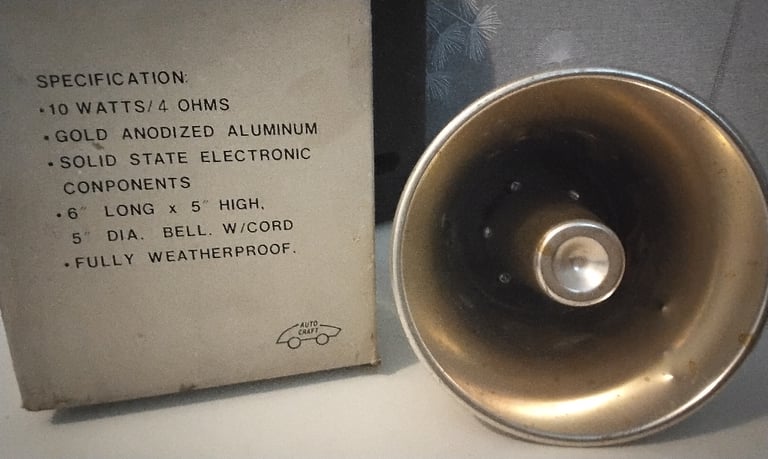 SPECIFICATION:
•10 WATTS/4 OHMS
•GOLD ANODIZED ALUMINUM
•SOLID STATE ELECTRONIC
CONPONENTS
•6" LONG x 5" HIGH,
5" DIA. BELL. W/CORD
•FULLY WEATHERPROOF.
AUTO
CRAFT